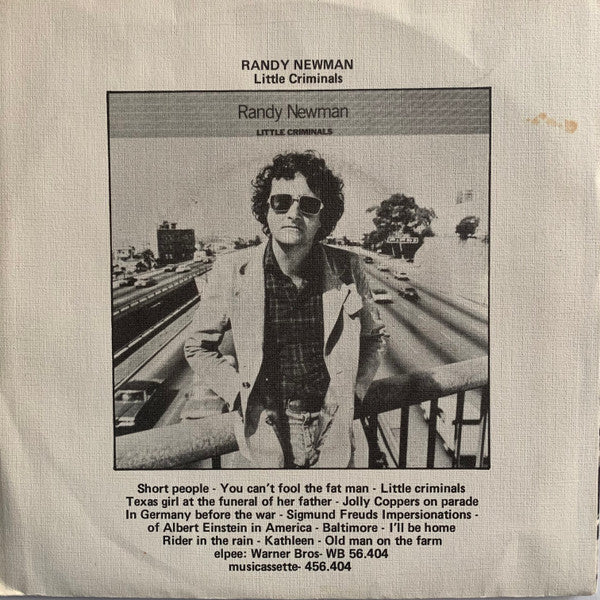 RANDY NEWMAN
Little Criminals
Randy Newman
LITTLE CRIMINALS
Short people - You can't fool the fat man - Little criminals
Texas girl at the funeral of her father - Jolly Coppers on parade
In Germany before the war - Sigmund Freuds Impersionations -
of Albert Einstein in America - Baltimore - I'll be home
Rider in the rain - Kathleen - Old man on the farm
elpee: Warner Bros- WB 56.404
musicassette- 456.404